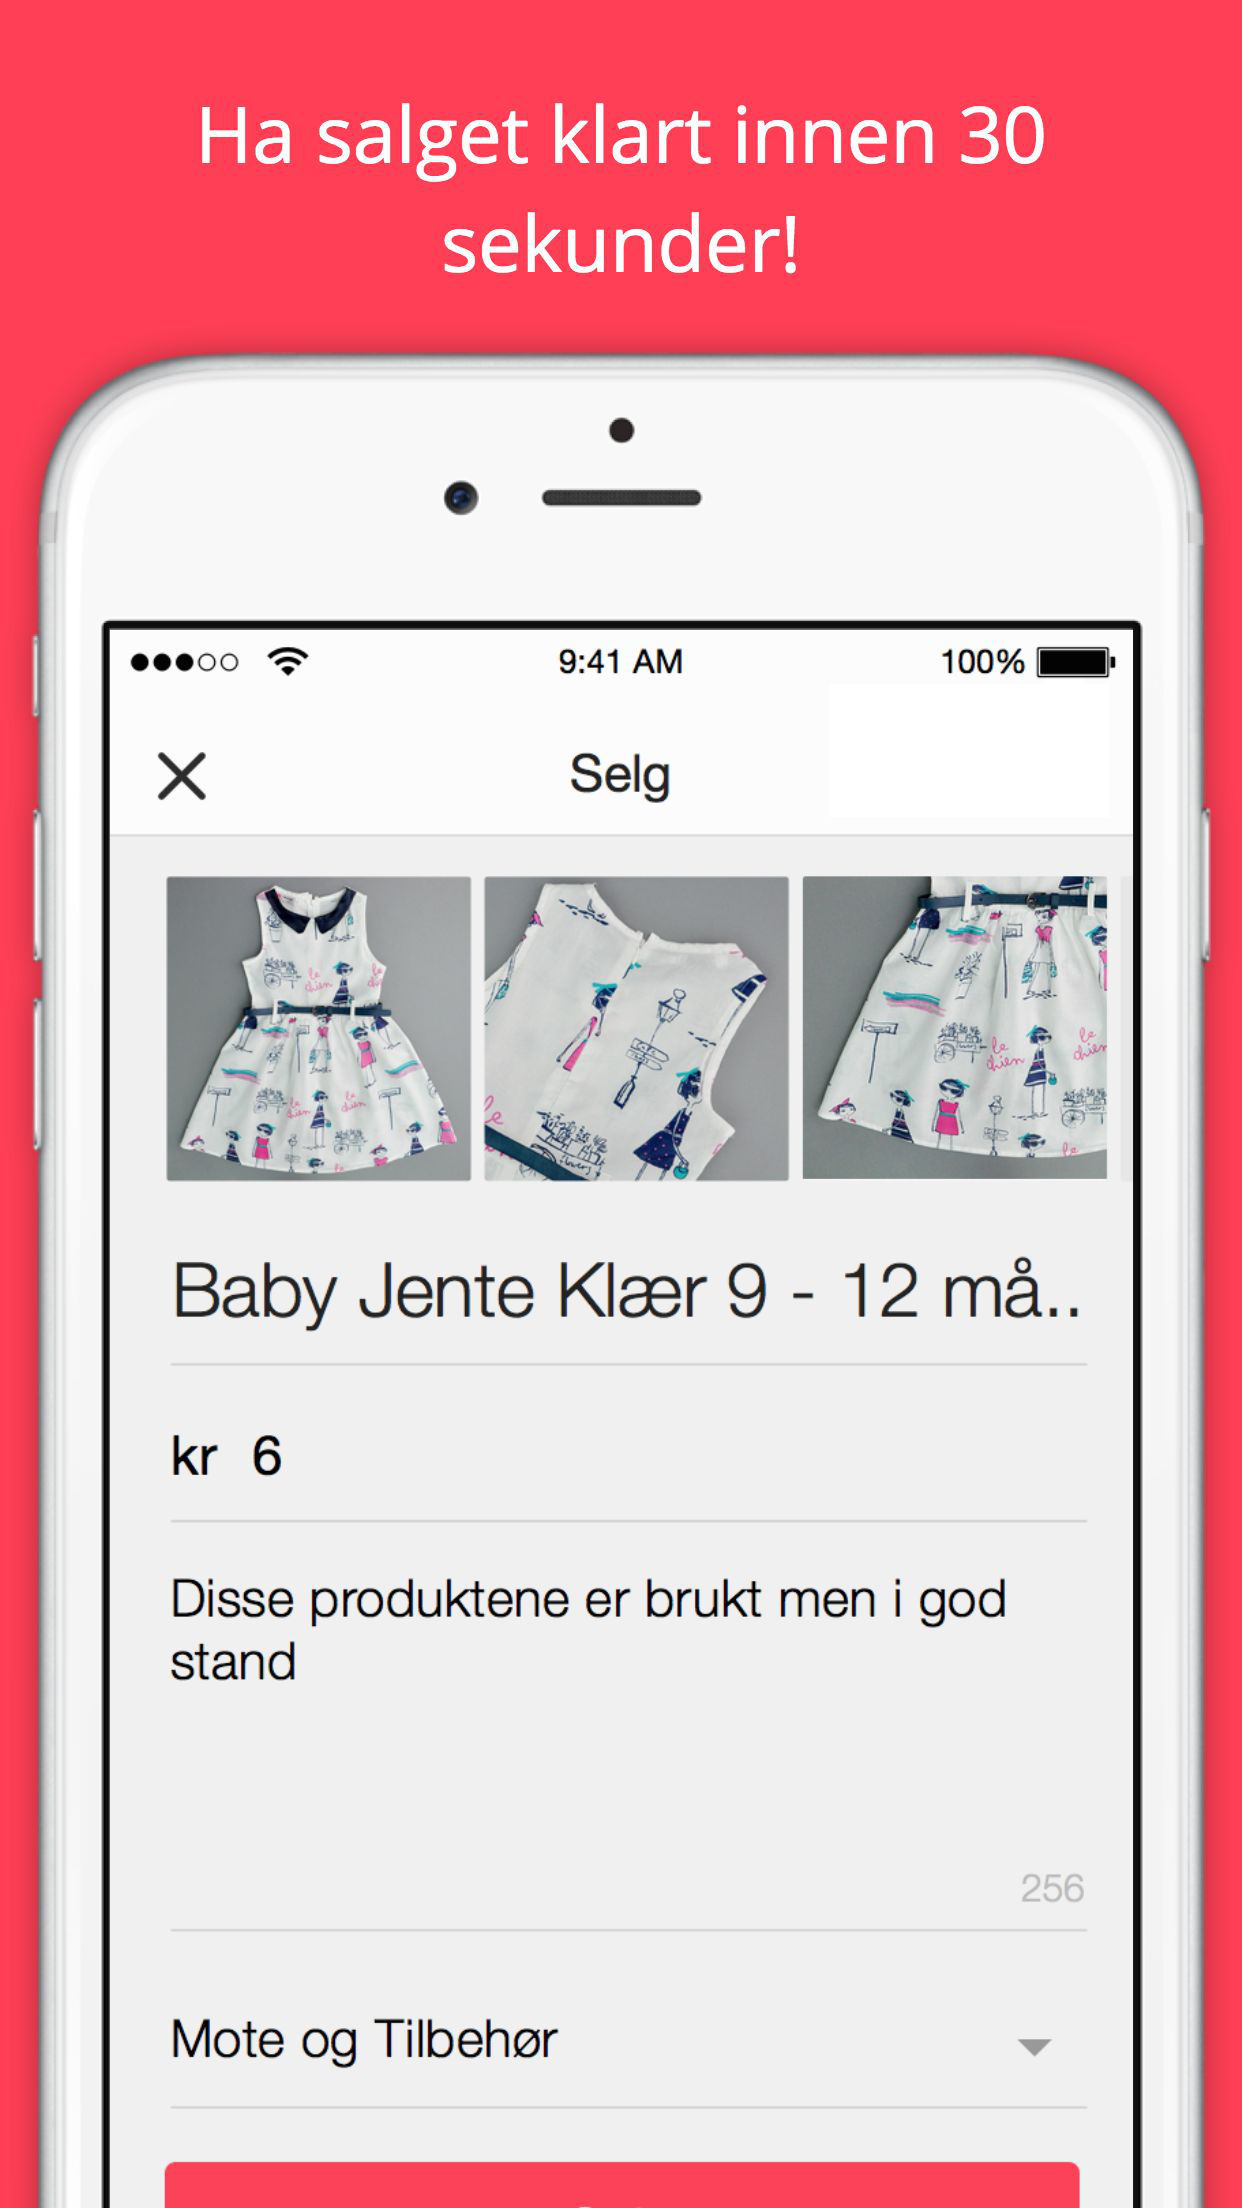 Ha salget klart innen 30
sekunder!
9:41 AM
100%
Selg
Baby Jente Klær 9 - 12 må..
kr 6
Disse produktene er brukt men i god
stand
256
Mote og Tilbehør